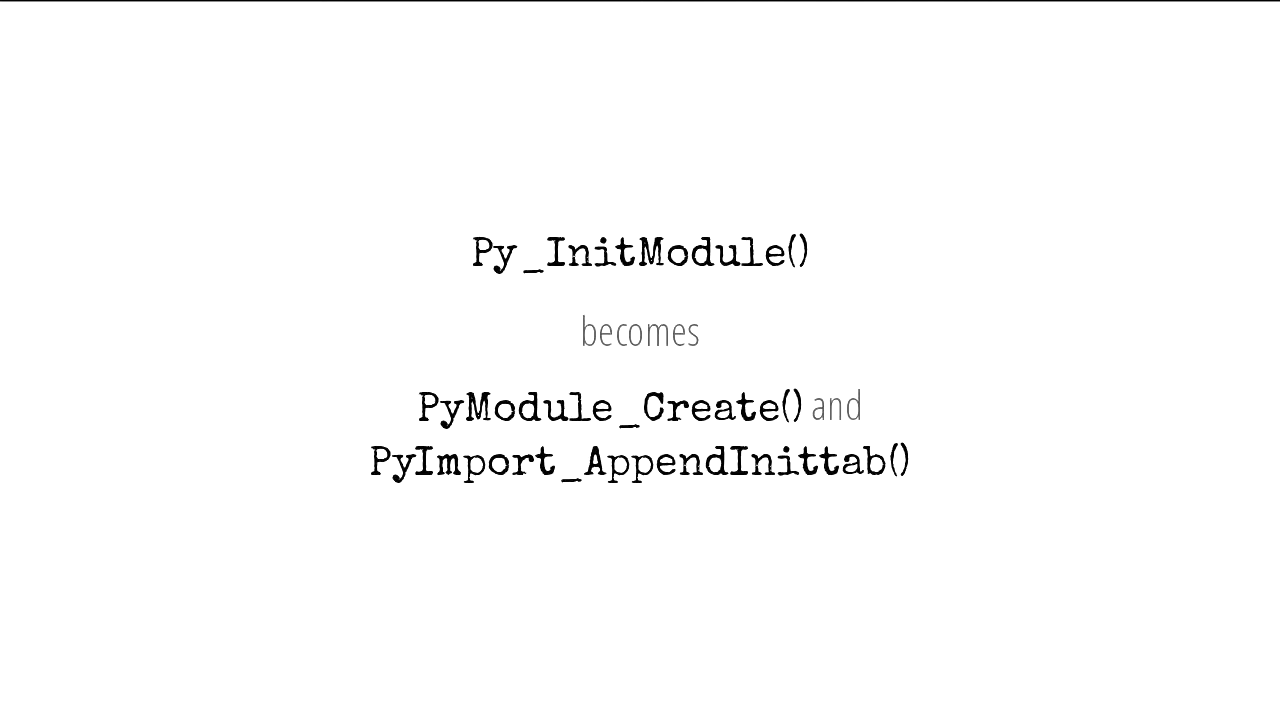 Py_InitModule()
becomes
PyModule_Create() and
PyImport_AppendInittab()